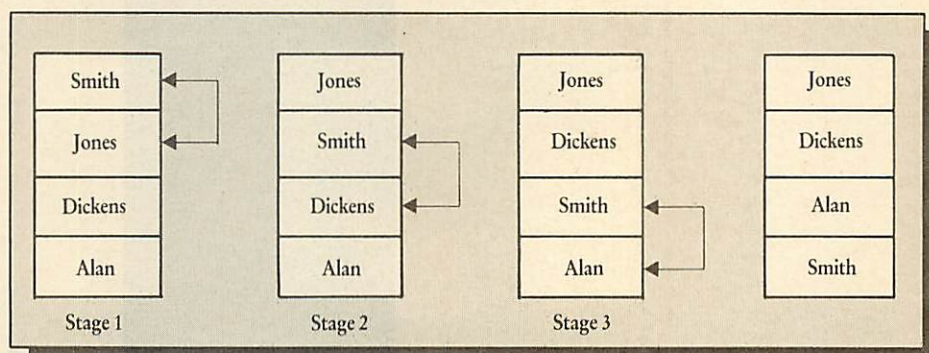 Smith
Jones
Dickens
Alan
Stage 1
Jones
Smith
Dickens
Alan
Stage 2
Jones
Dickens
Smith
Alan
Stage 3
Jones
Dickens
Alan
Smith